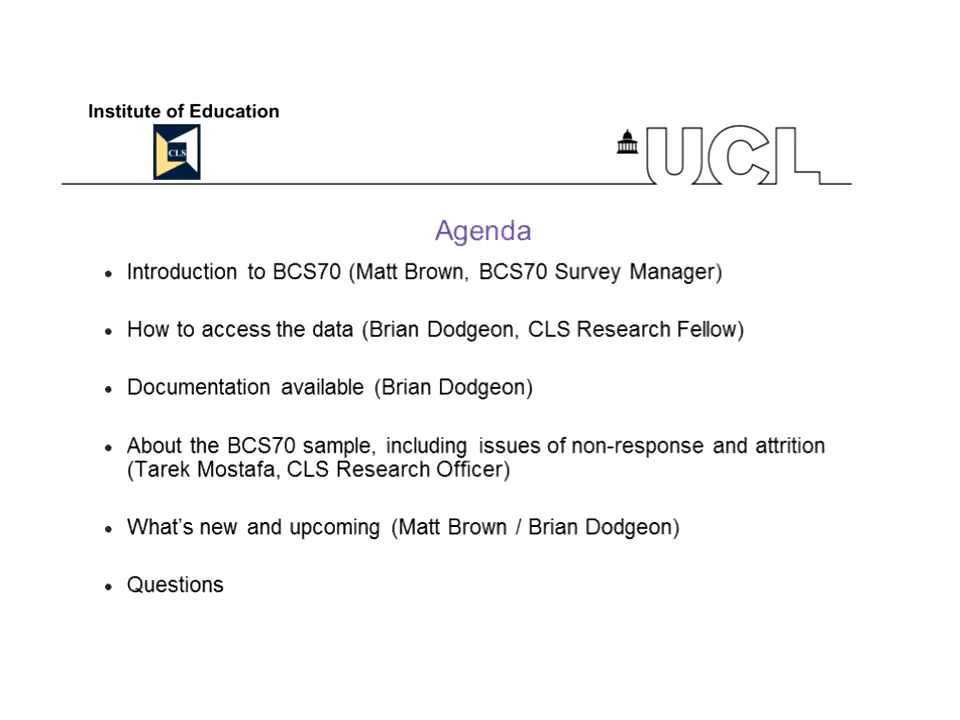 Institute of Education
CLS
UCL
Agenda
• Introduction to BCS70 (Matt Brown, BCS70 Survey Manager)
• How to access the data (Brian Dodgeon, CLS Research Fellow)
• Documentation available (Brian Dodgeon)
• About the BCS70 sample, including issues of non-response and attrition
(Tarek Mostafa, CLS Research Officer)
• What's new and upcoming (Matt Brown / Brian Dodgeon)
• Questions